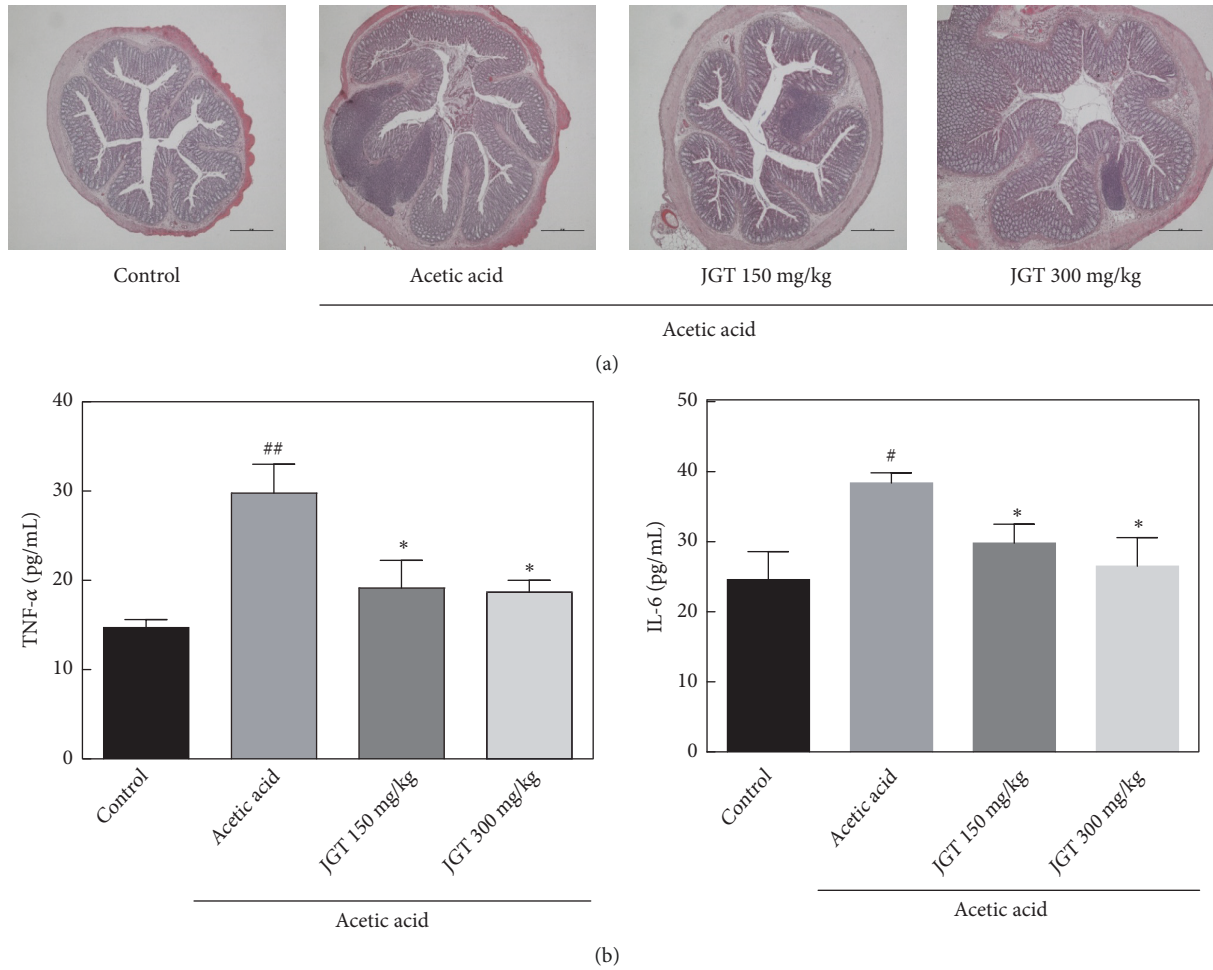 Control
Acetic acid
JGT 150 mg/kg
JGT 300 mg/kg
Acetic acid
(a)
40
30
20
10
0
TNF-α (pg/mL)
##
*
*
Control
Acetic acid
JGT 150 mg/kg
JGT 300 mg/kg
Acetic acid
50
40
30
20
10
0
IL-6 (pg/mL)
#
*
*
Control
Acetic acid
JGT 150 mg/kg
JGT 300 mg/kg
Acetic acid
(b)